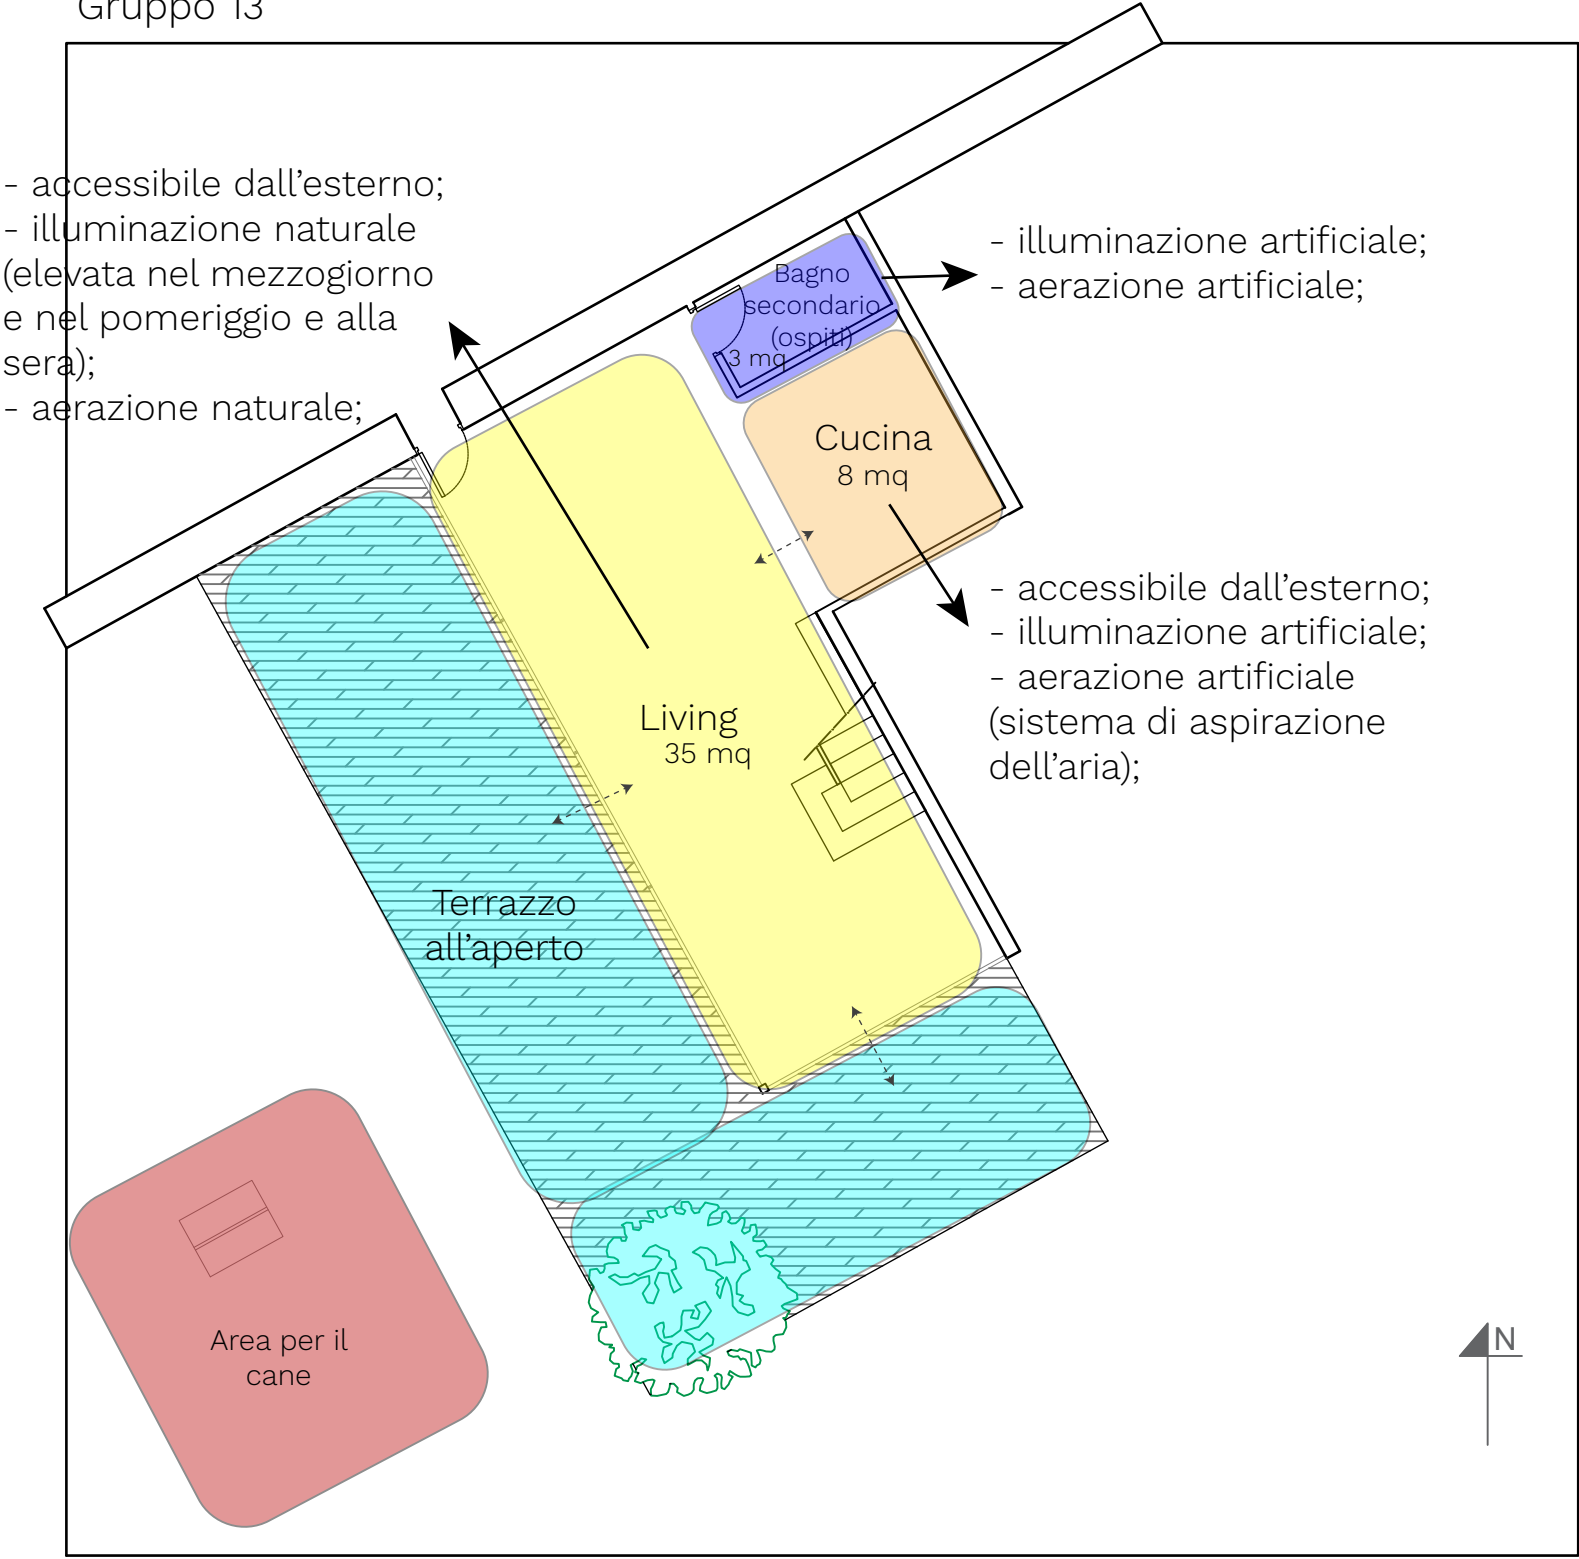 Gruppo 13
- accessibile dall’esterno;
- illuminazione naturale
(elevata nel mezzogiorno
e nel pomeriggio e alla
sera);
- aerazione naturale;
Bagno
secondario
(ospiti)
3 mq
- illuminazione artificiale;
- aerazione artificiale;
Cucina
8 mq
- accessibile dall’esterno;
- illuminazione artificiale;
- aerazione artificiale
(sistema di aspirazione
dell’aria);
Living
35 mq
Terrazzo
all’aperto
Area per il
cane
N